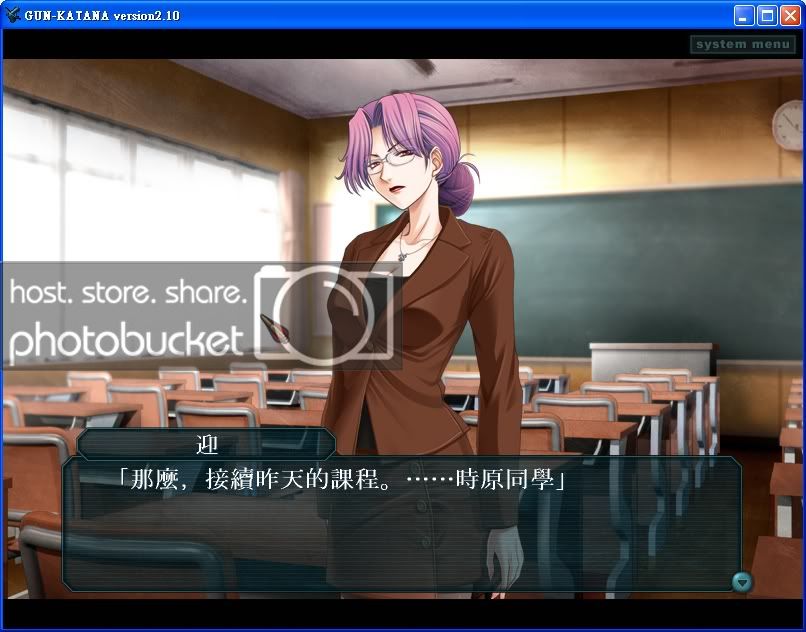 GUN-KATANA version2.10
system menu
host. store. share.
photobucket
迎
「那麼，接續昨天的課程。……時原同學」